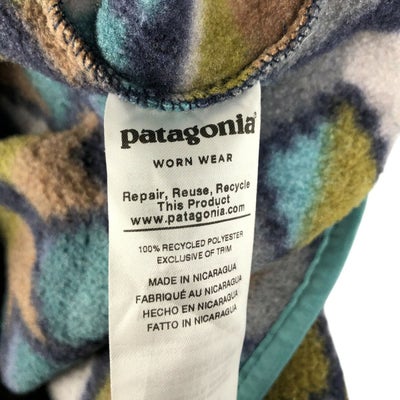 patagonia®
WORN WEAR
Repair, Reuse, Recycle
This Product
www.patagonia.com
100% RECYCLED POLYESTER
EXCLUSIVE OF TRIM
MADE IN NICARAGUA
FABRIQUÉ AU NICARAGUA
HECHO EN NICARAGUA
FATTO IN NICARAGUA